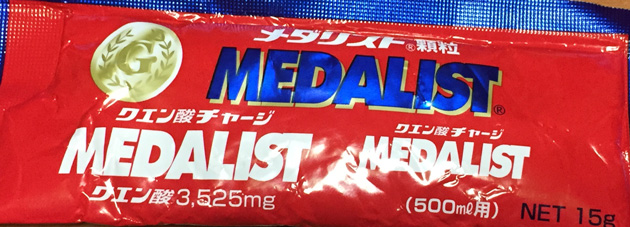 G
メダリスト®顆粒
MEDALIST®
クエン酸チャージ
MEDALIST
クエン酸3,525mg
クエン酸チャージ
MEDALIST
(500mℓ用)
NET 15g